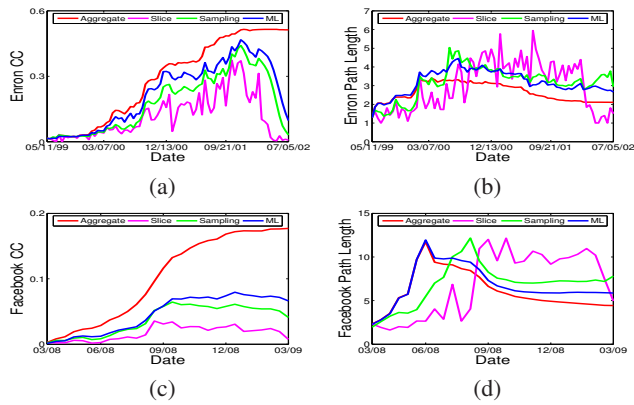 Aggregate Slice Sampling ML
Enron CC
0.6
0.3
0
05/11/99 03/07/00 12/13/00 09/21/01 07/05/02
Date
(a)
Aggregate Slice Sampling ML
Enron Path Length
7
6
5
4
3
2
1
0
05/11/99 03/07/00 12/13/00 09/21/01 07/05/02
Date
(b)
Aggregate Slice Sampling ML
Facebook CC
0.2
0.1
0
03/08 06/08 09/08 12/08 03/09
Date
(c)
Aggregate Slice Sampling ML
Facebook Path Length
15
10
5
0
03/08 06/08 09/08 12/08 03/09
Date
(d)